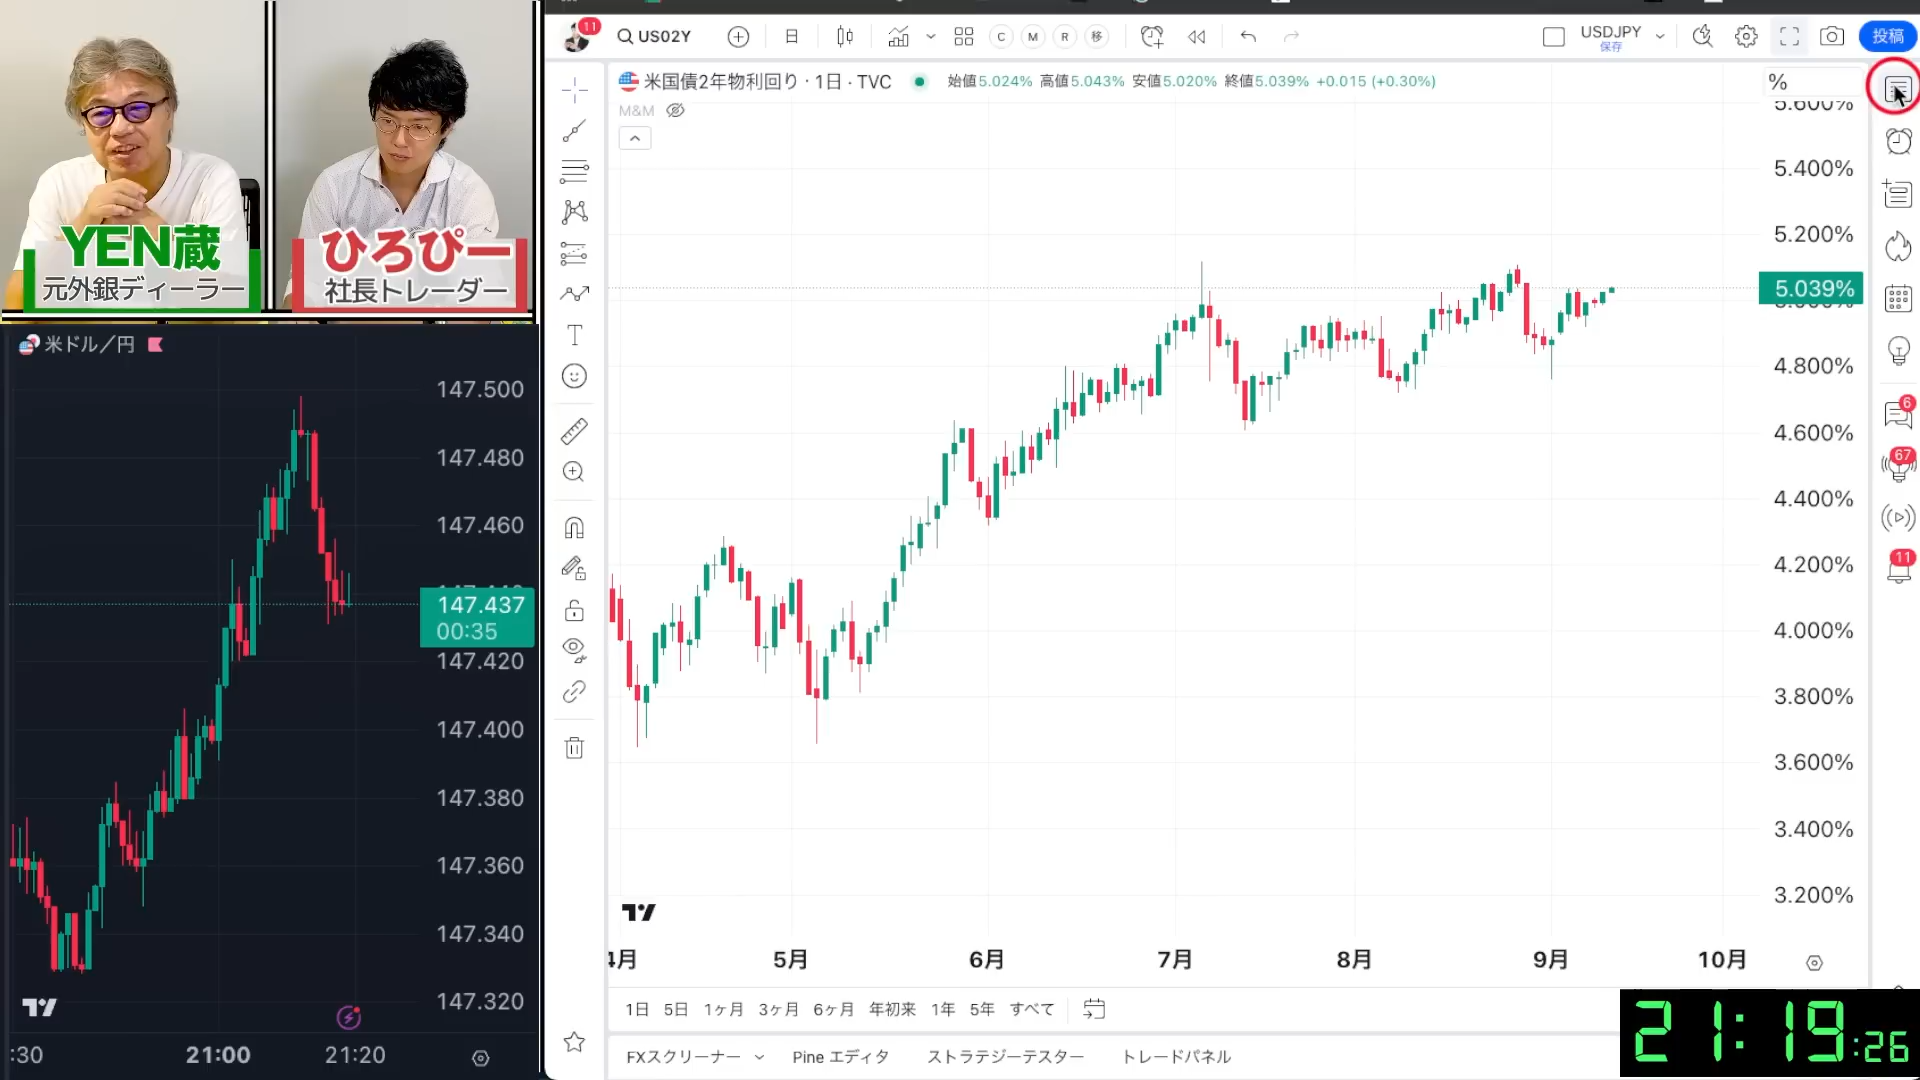 YEN蔵
元外銀ディーラー
ひろぴー
社長トレーダー
米ドル／円
147.500
147.480
147.460
147.437
00:35
147.420
147.400
147.380
147.360
147.340
147.320
:30
21:00
21:20
11
US02Y
日
C
M
R
移
USDJPY
保存
投稿
米国債2年物利回り · 1日 · TVC
始値5.024% 高値5.043% 安値5.020% 終値5.039% +0.015 (+0.30%)
M&M
%
5.600%
5.400%
5.200%
5.039%
5.000%
4.800%
4.600%
4.400%
4.200%
4.000%
3.800%
3.600%
3.400%
3.200%
4月
5月
6月
7月
8月
9月
10月
1日
5日
1ヶ月
3ヶ月
6ヶ月
年初来
1年
5年
すべて
FXスクリーナー
Pine エディタ
ストラテジーテスター
トレードパネル
6
67
11
21:19:26